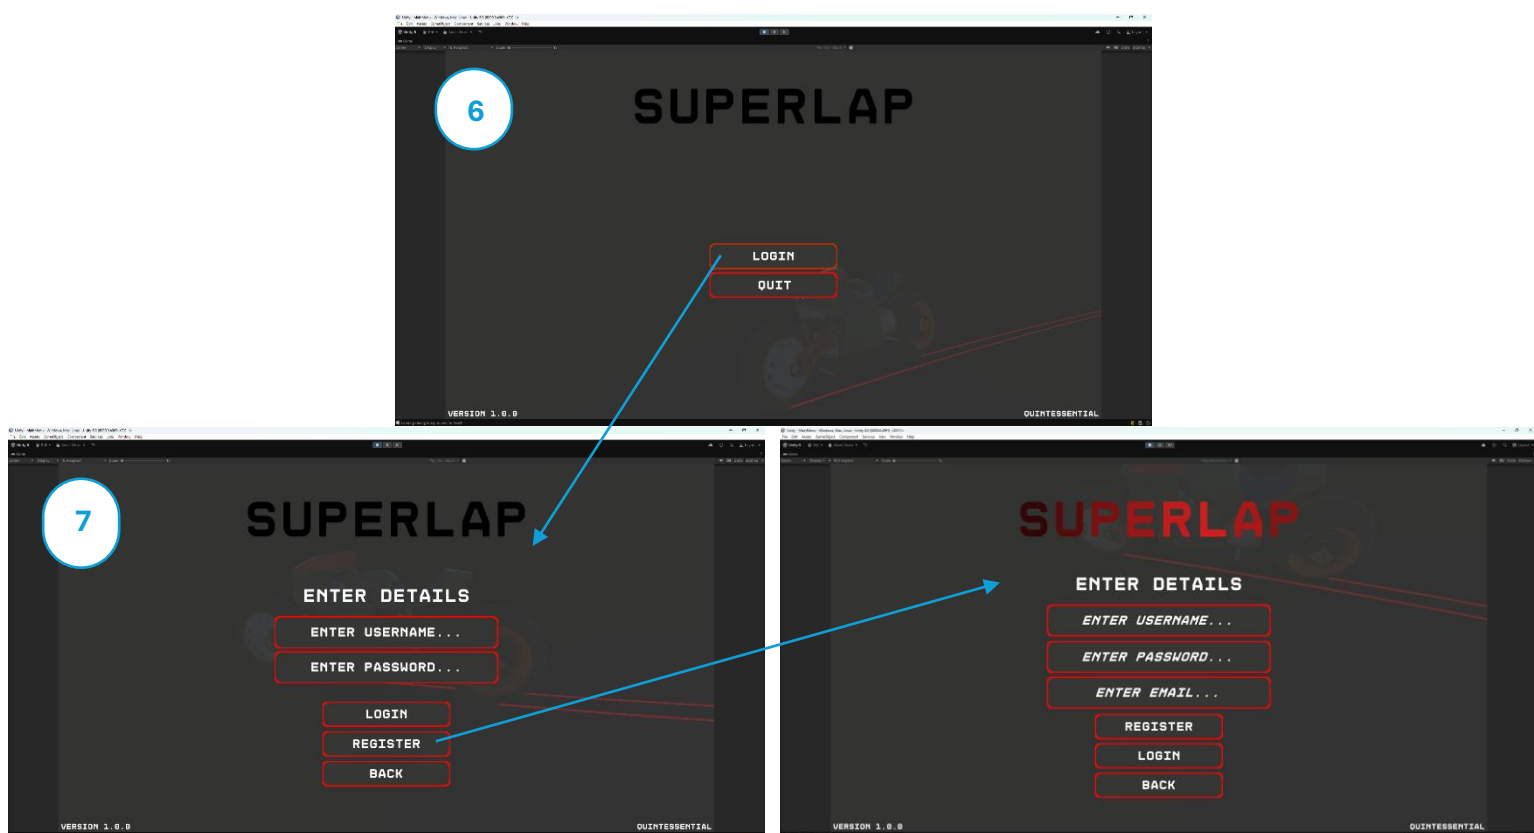 6
SUPERLAP
LOGIN
QUIT
VERSION 1.0.0
QUINTESSENTIAL
7
SUPERLAP
ENTER DETAILS
ENTER USERNAME...
ENTER PASSWORD...
LOGIN
REGISTER
BACK
VERSION 1.0.0
QUINTESSENTIAL
SUPERLAP
ENTER DETAILS
ENTER USERNAME...
ENTER PASSWORD...
ENTER EMAIL...
REGISTER
LOGIN
BACK
VERSION 1.0.0
QUINTESSENTIAL